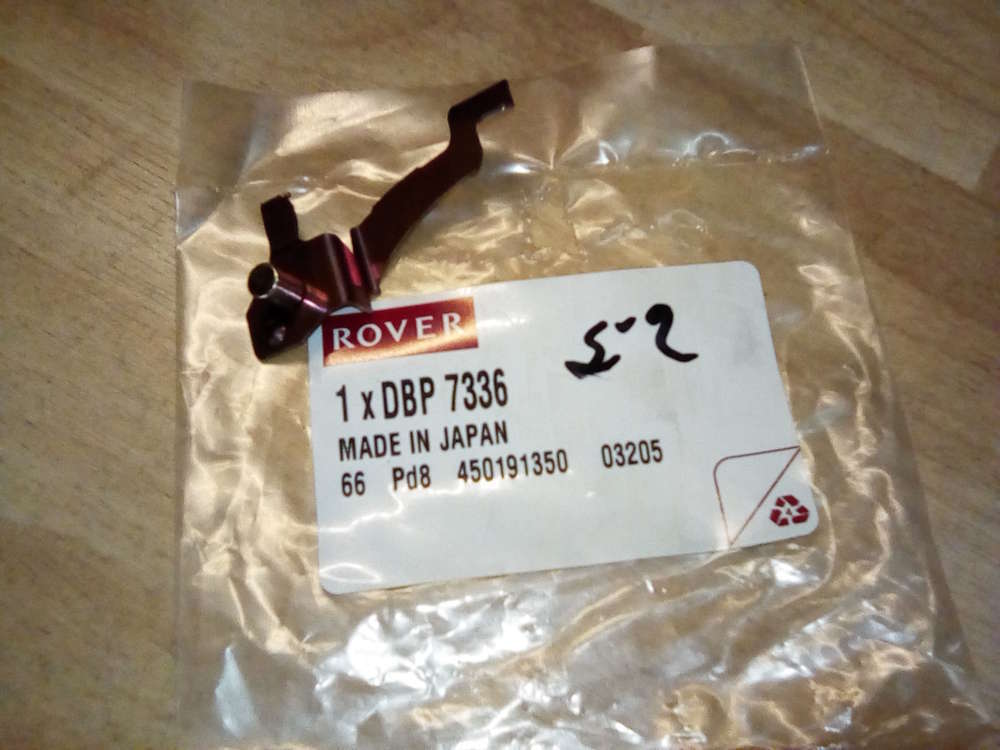 ROVER
5-2
1 x DBP 7336
MADE IN JAPAN
66 Pd8 450191350 03205